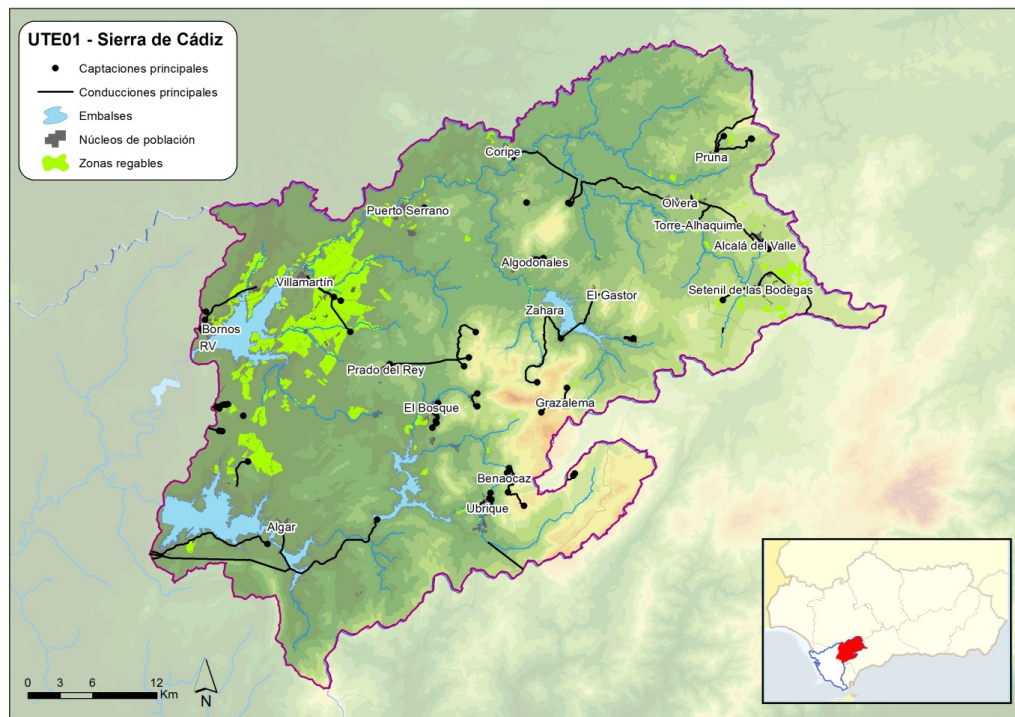 UTE01 - Sierra de Cádiz
Captaciones principales
Conducciones principales
Embalses
Núcleos de población
Zonas regables
Coripe
Pruna
Puerto Serrano
Olvera
Torre-Alhaquime
Alcalá del Valle
Algodonales
Villamartín
El Gastor
Setenil de las Bodegas
Zahara
Bornos
RV
Prado del Rey
El Bosque
Grazalema
Benaocaz
Ubrique
Algar
0 3 6 12
Km
N